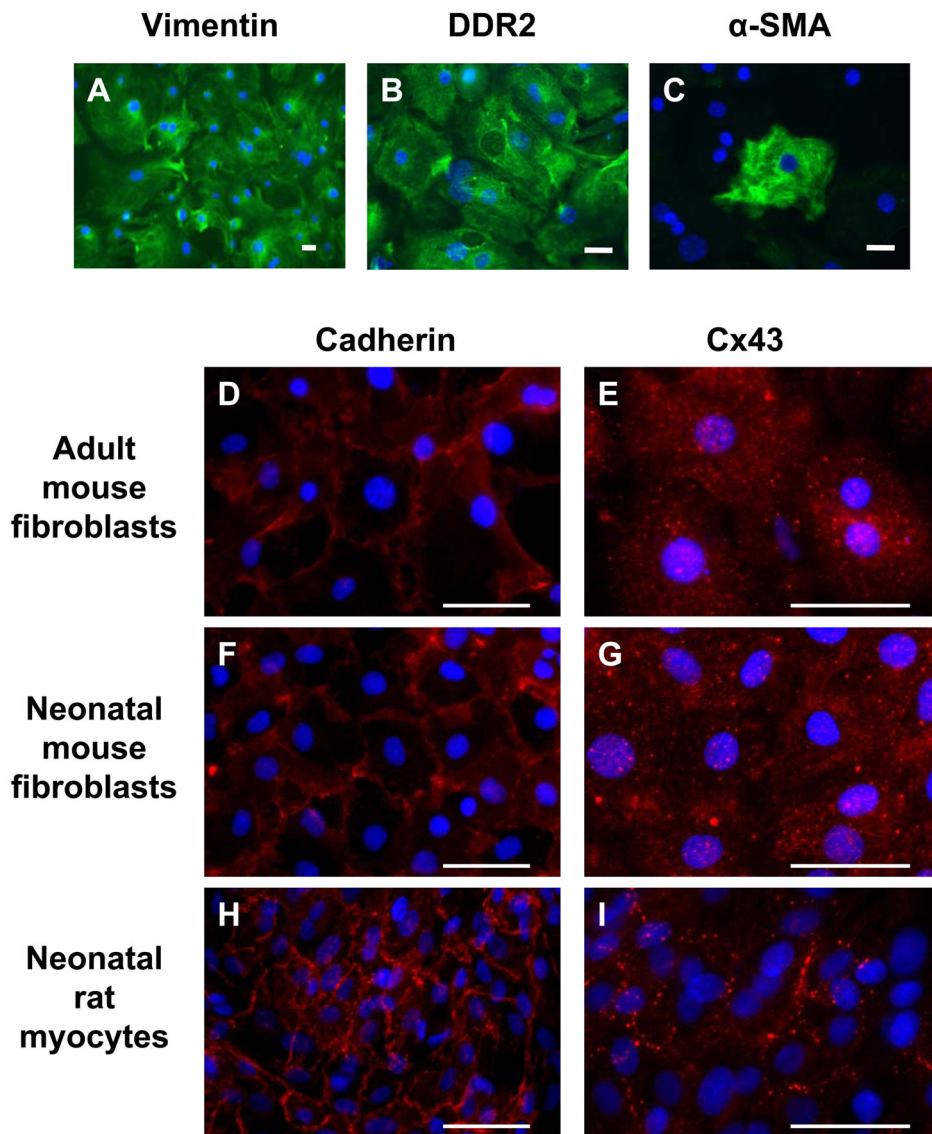 Vimentin DDR2 α-SMA
A B C
Cadherin Cx43
D E
Adult
mouse
fibroblasts
F G
Neonatal
mouse
fibroblasts
H I
Neonatal
rat
myocytes